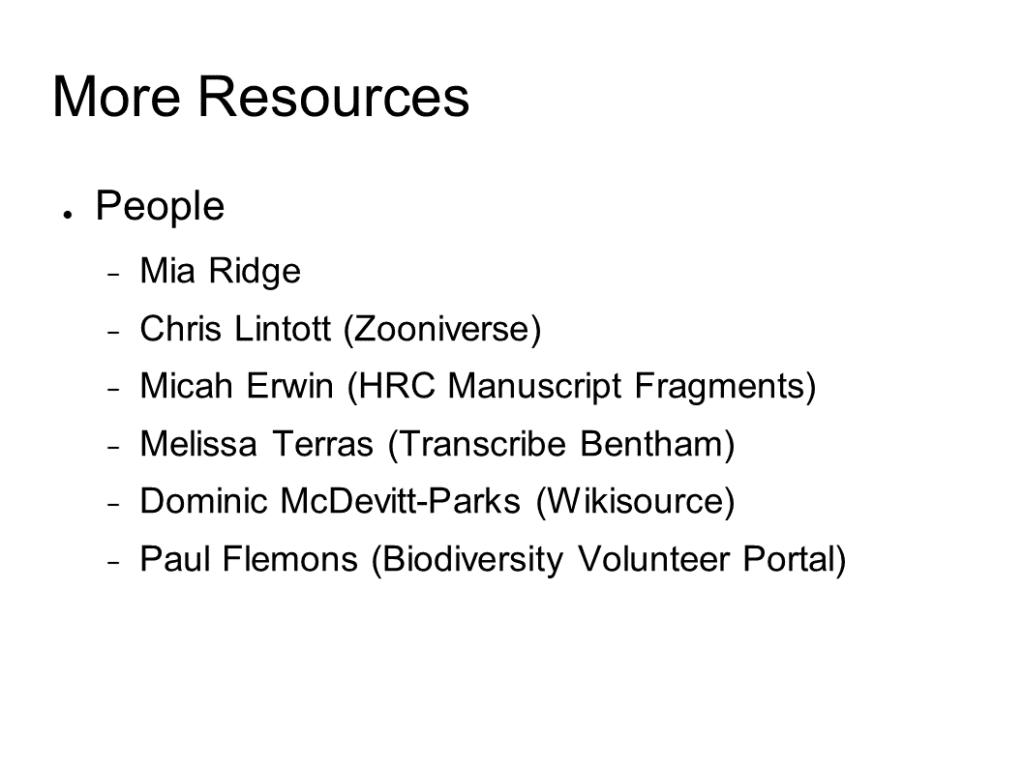 More Resources
● People
– Mia Ridge
– Chris Lintott (Zooniverse)
– Micah Erwin (HRC Manuscript Fragments)
– Melissa Terras (Transcribe Bentham)
– Dominic McDevitt-Parks (Wikisource)
– Paul Flemons (Biodiversity Volunteer Portal)